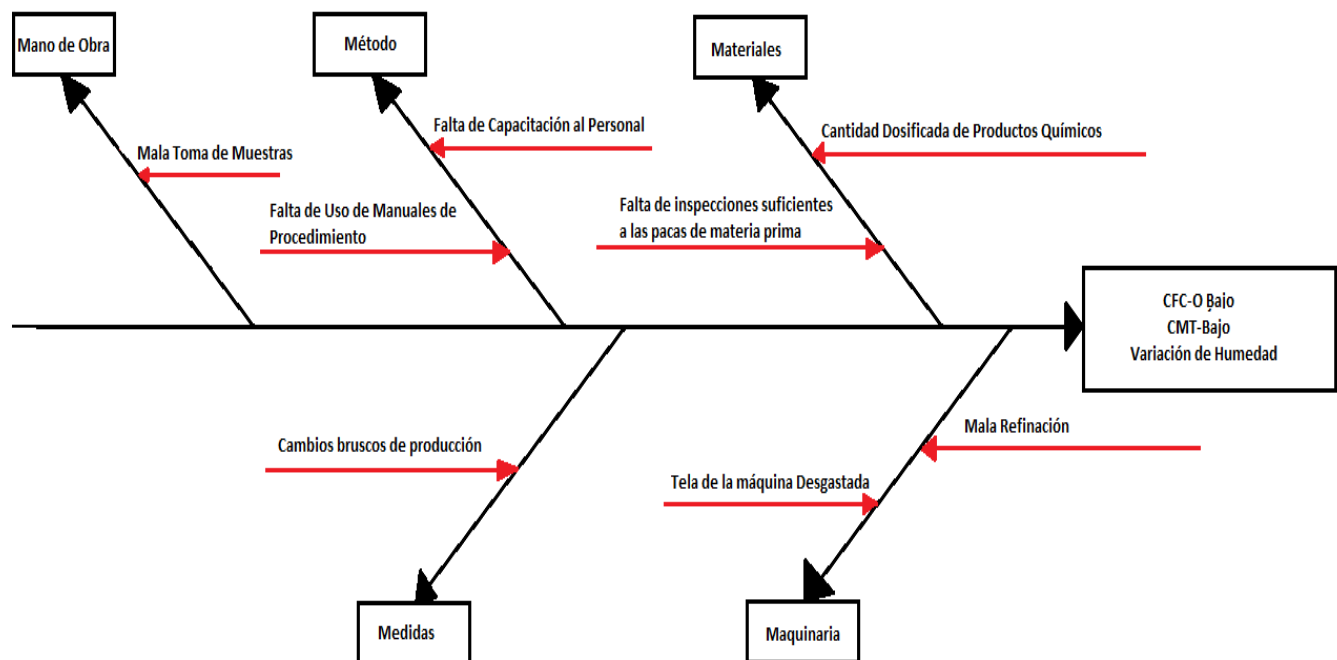 Mano de Obra
Método
Materiales
Mala Toma de Muestras
Falta de Capacitación al Personal
Falta de Uso de Manuales de
Procedimiento
Cantidad Dosificada de Productos Químicos
Falta de inspecciones suficientes
a las pacas de materia prima
CFC-O Bajo
CMT-Bajo
Variación de Humedad
Cambios bruscos de producción
Mala Refinación
Tela de la máquina Desgastada
Medidas
Maquinaria